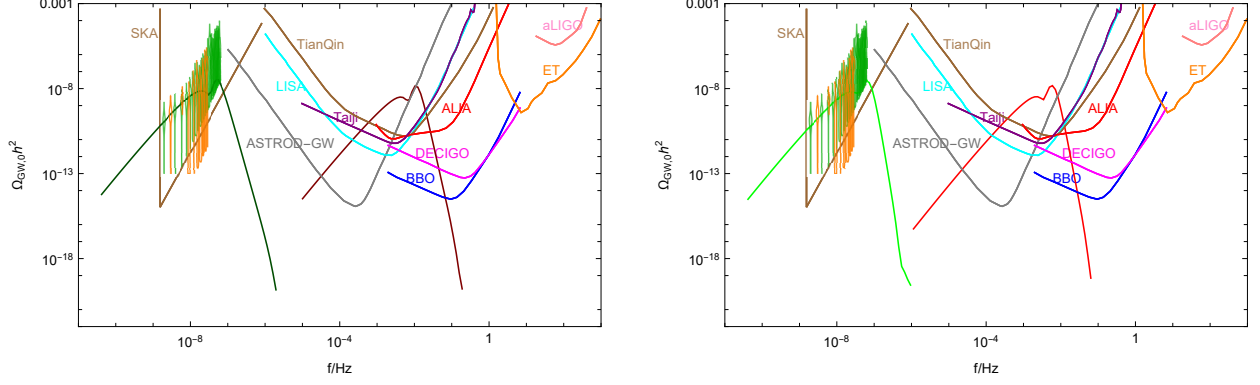 0.001
10⁻⁸
10⁻¹³
10⁻¹⁸
Ω_GW,0 h²
SKA
TianQin
LISA
Taiji
ASTROD−GW
ALIA
DECIGO
BBO
ET
aLIGO
10⁻⁸
10⁻⁴
1
f/Hz
0.001
10⁻⁸
10⁻¹³
10⁻¹⁸
Ω_GW,0 h²
SKA
TianQin
LISA
Taiji
ASTROD−GW
ALIA
DECIGO
BBO
ET
aLIGO
10⁻⁸
10⁻⁴
1
f/Hz